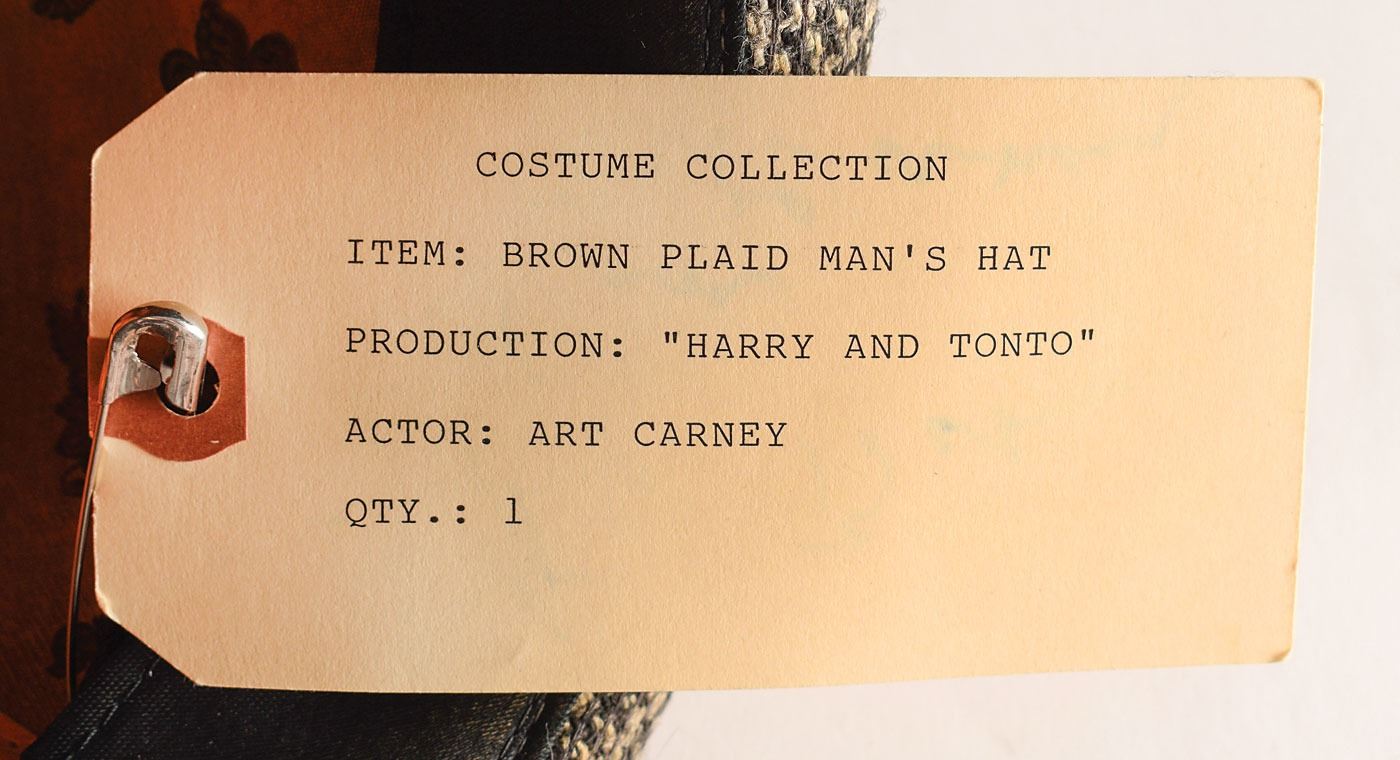 COSTUME COLLECTION
ITEM: BROWN PLAID MAN'S HAT
PRODUCTION: "HARRY AND TONTO"
ACTOR: ART CARNEY
QTY.: 1